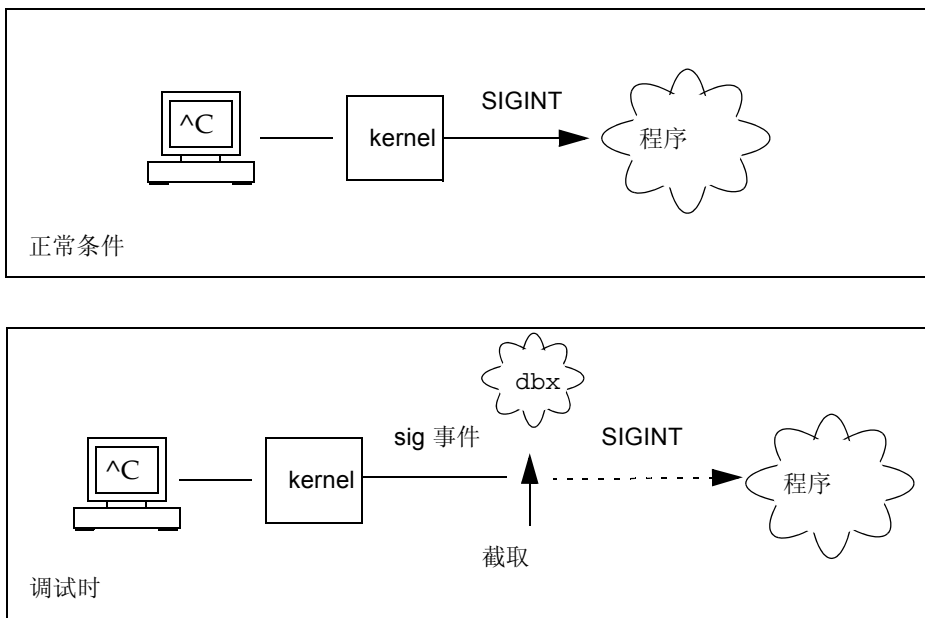 SIGINT
^C
kernel
程序
正常条件
dbx
sig 事件
SIGINT
^C
kernel
程序
截取
调试时